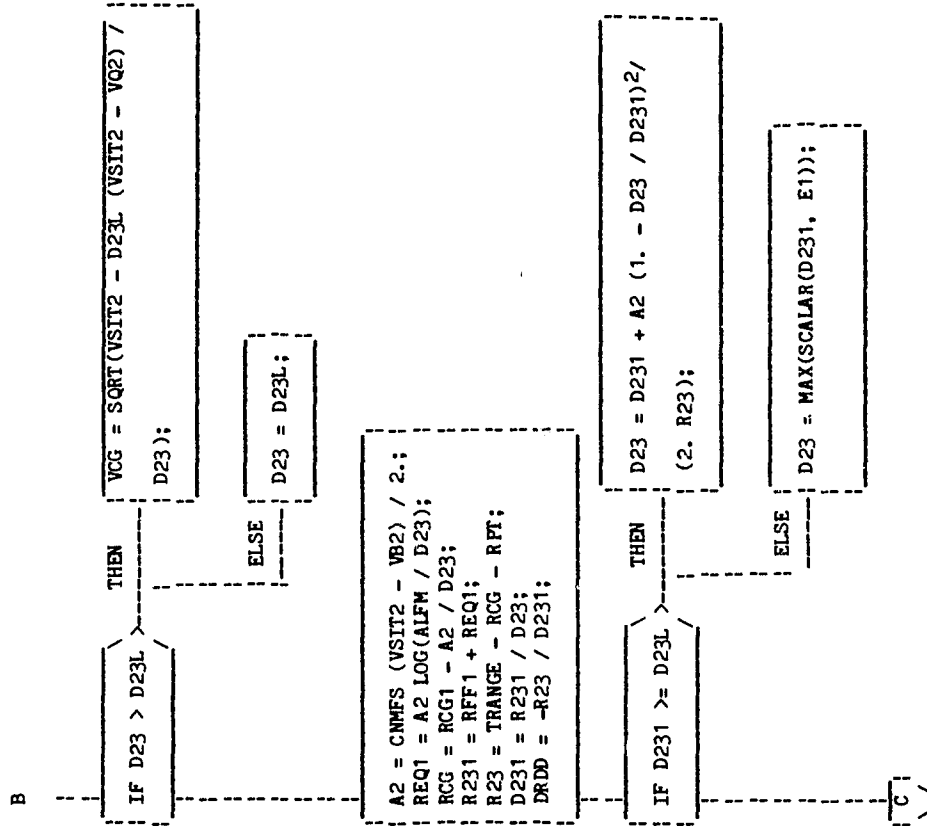 B
IF D23 > D23L
THEN
VCG = SQRT(VSIT2 - D23L (VSIT2 - VQ2) /
D23);
ELSE
D23 = D23L;
A2 = CNMFS (VSIT2 - VB2) / 2.;
REQ1 = A2 LOG(ALFM / D23);
RCG = RCG1 - A2 / D23;
R231 = RFF1 + REQ1;
R23 = TRANGE - RCG - RPT;
D231 = R231 / D23;
DRDD = -R23 / D231;
IF D231 >= D23L
THEN
D23 = D231 + A2 (1. - D23 / D231)²/
(2. R23);
ELSE
D23 = MAX(SCALAR(D231, E1));
C